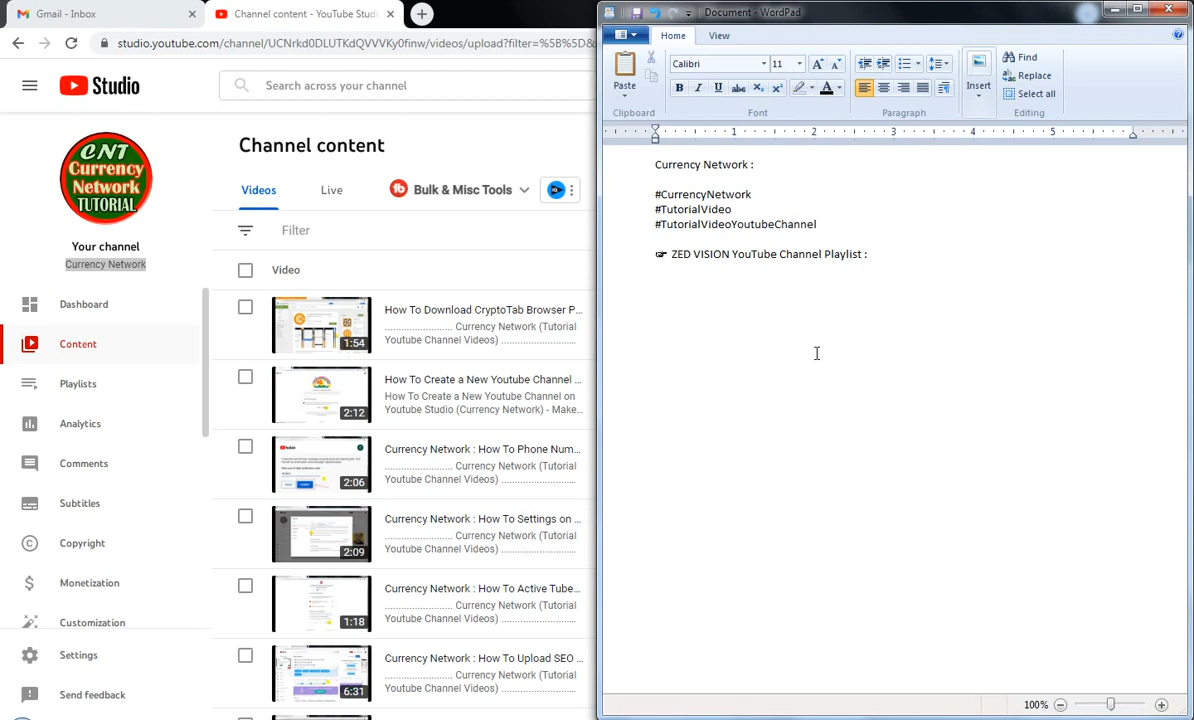 Gmail - Inbox
Channel content - YouTube Studi
studio.youtube.com/channel/UCNrkd0DLUTKdQVVVKy0finw/videos/upload?filter=%5B%5D&
Studio
Search across your channel
CNT
Currency
Network
TUTORIAL
Your channel
Currency Network
Dashboard
Content
Playlists
Analytics
Comments
Subtitles
Copyright
Monetization
Customization
Settings
Send feedback
Channel content
Videos
Live
Bulk & Misc Tools
Filter
Video
How To Download CryptoTab Browser P...
........................ Currency Network (Tutorial
Youtube Channel Videos) ..........................
1:54
How To Create a New Youtube Channel ...
How To Create a New Youtube Channel on
Youtube Studio (Currency Network) - Make...
2:12
Currency Network : How To Phone Num...
........................ Currency Network (Tutorial
Youtube Channel Videos) ..........................
2:06
Currency Network : How To Settings on ...
........................ Currency Network (Tutorial
Youtube Channel Videos) ..........................
2:09
Currency Network : How To Active Tube...
........................ Currency Network (Tutorial
Youtube Channel Videos) ..........................
1:18
Currency Network : How To Upload SEO ...
........................ Currency Network (Tutorial
Youtube Channel Videos) ..........................
6:31
Document - WordPad
Home
View
Paste
Calibri
11
Insert
Find
Replace
Select all
Clipboard
Font
Paragraph
Editing
1 2 3 4 5
Currency Network :
#CurrencyNetwork
#TutorialVideo
#TutorialVideoYoutubeChannel
☛ ZED VISION YouTube Channel Playlist :
100%